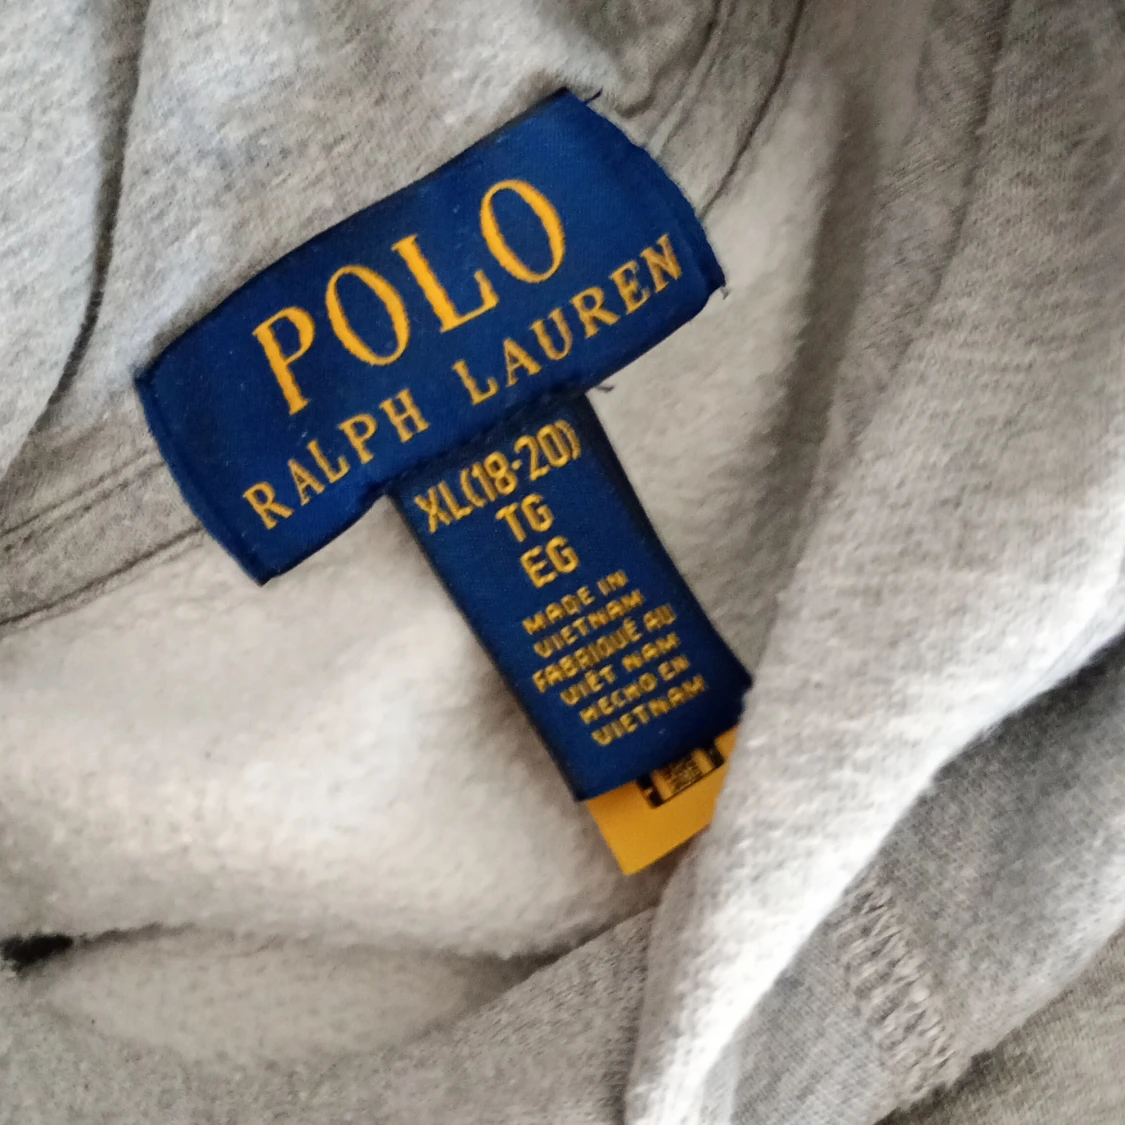 POLO
RALPH LAUREN
XL(18-20)
TG
EG
MADE IN
VIETNAM
FABRIQUÉ AU
VIÊT NAM
HECHO EN
VIETNAM